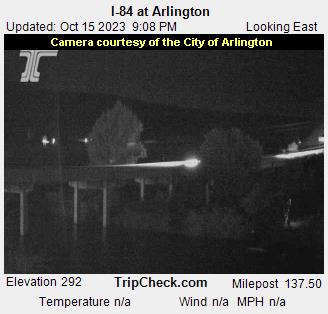 I-84 at Arlington
Updated: Oct 15 2023 9:08 PM Looking East
Camera courtesy of the City of Arlington
Elevation 292 TripCheck.com Milepost 137.50
Temperature n/a Wind n/a MPH n/a